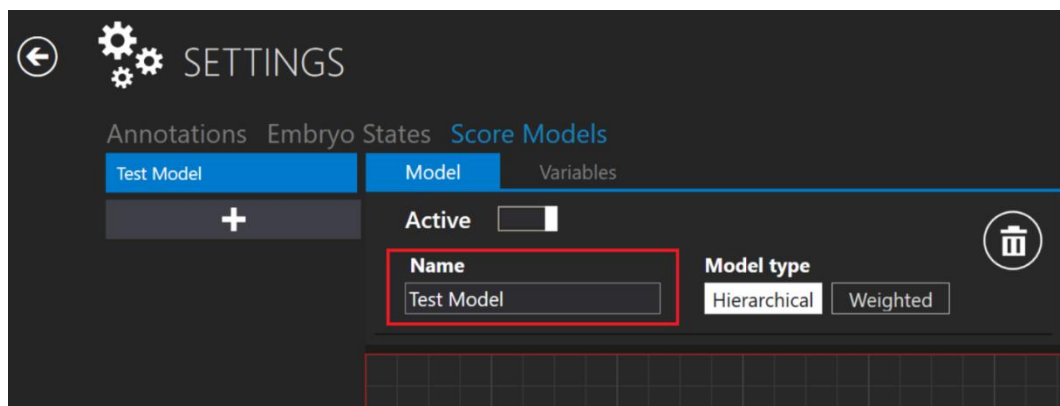 SETTINGS
Annotations Embryo States Score Models
Test Model Model Variables
+ Active
Name Model type
Test Model Hierarchical Weighted